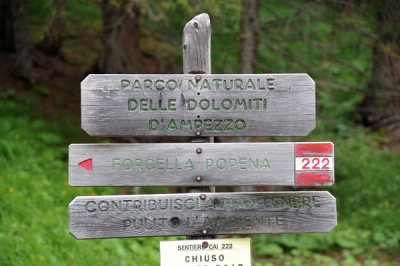 PARCO NATURALE
DELLE DOLOMITI
D'AMPEZZO
FORCELLA POPENA
222
CONTRIBUISCI A MANTENERE
PULITO L'AMBIENTE
SENTIERO CAI 222
CHIUSO